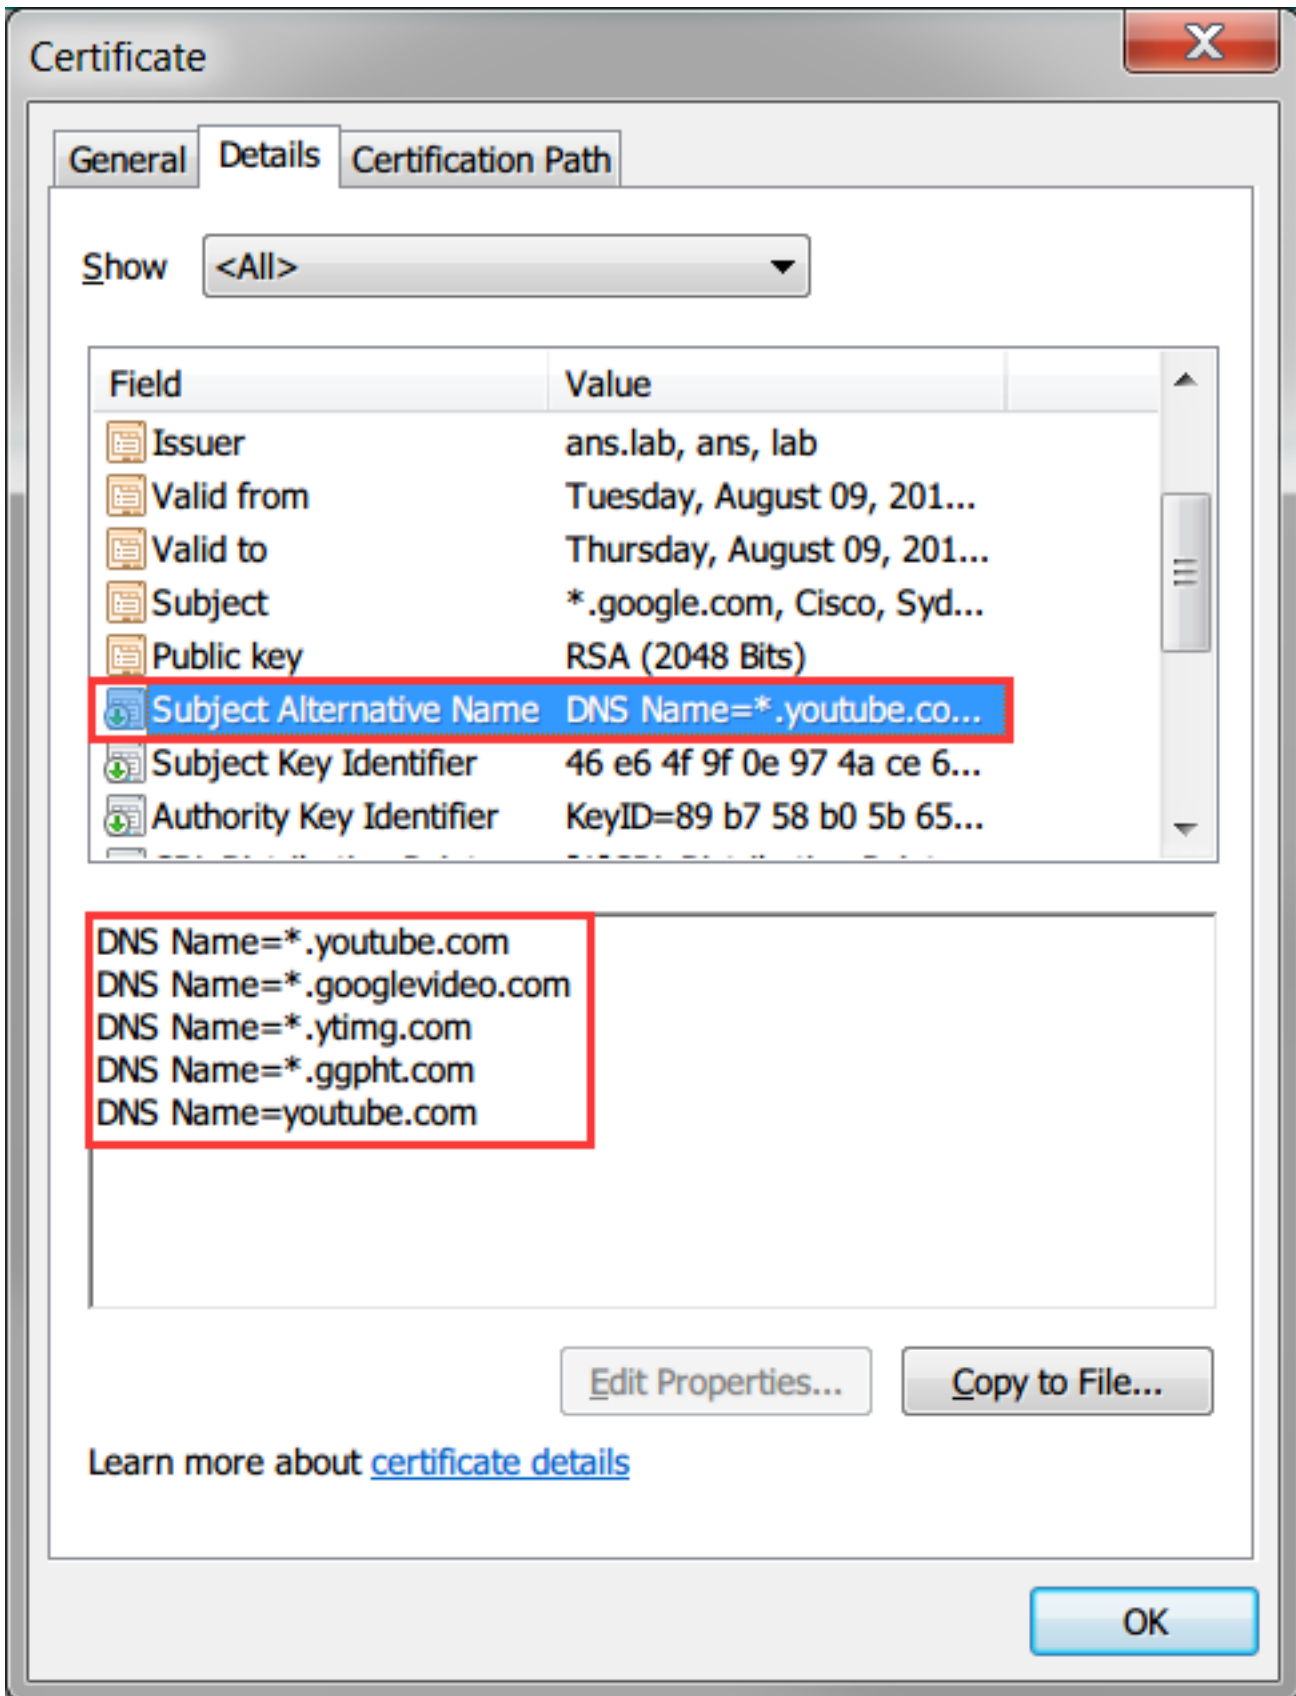 Certificate
General Details Certification Path
Show <All>
Field Value
Issuer ans.lab, ans, lab
Valid from Tuesday, August 09, 201...
Valid to Thursday, August 09, 201...
Subject *.google.com, Cisco, Syd...
Public key RSA (2048 Bits)
Subject Alternative Name DNS Name=*.youtube.co...
Subject Key Identifier 46 e6 4f 9f 0e 97 4a ce 6...
Authority Key Identifier KeyID=89 b7 58 b0 5b 65...
DNS Name=*.youtube.com
DNS Name=*.googlevideo.com
DNS Name=*.ytimg.com
DNS Name=*.ggpht.com
DNS Name=youtube.com
Edit Properties... Copy to File...
Learn more about certificate details
OK